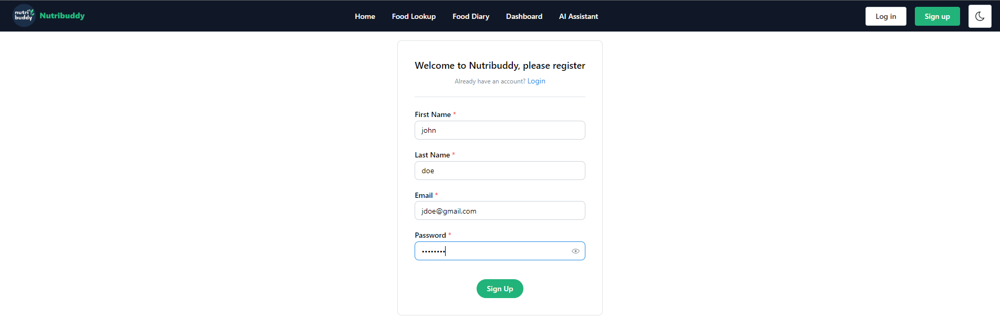 nutri
buddy
Nutribuddy
Home Food Lookup Food Diary Dashboard AI Assistant
Log in
Sign up
Welcome to Nutribuddy, please register
Already have an account? Login
First Name *
john
Last Name *
doe
Email *
jdoe@gmail.com
Password *
••••••••
Sign Up